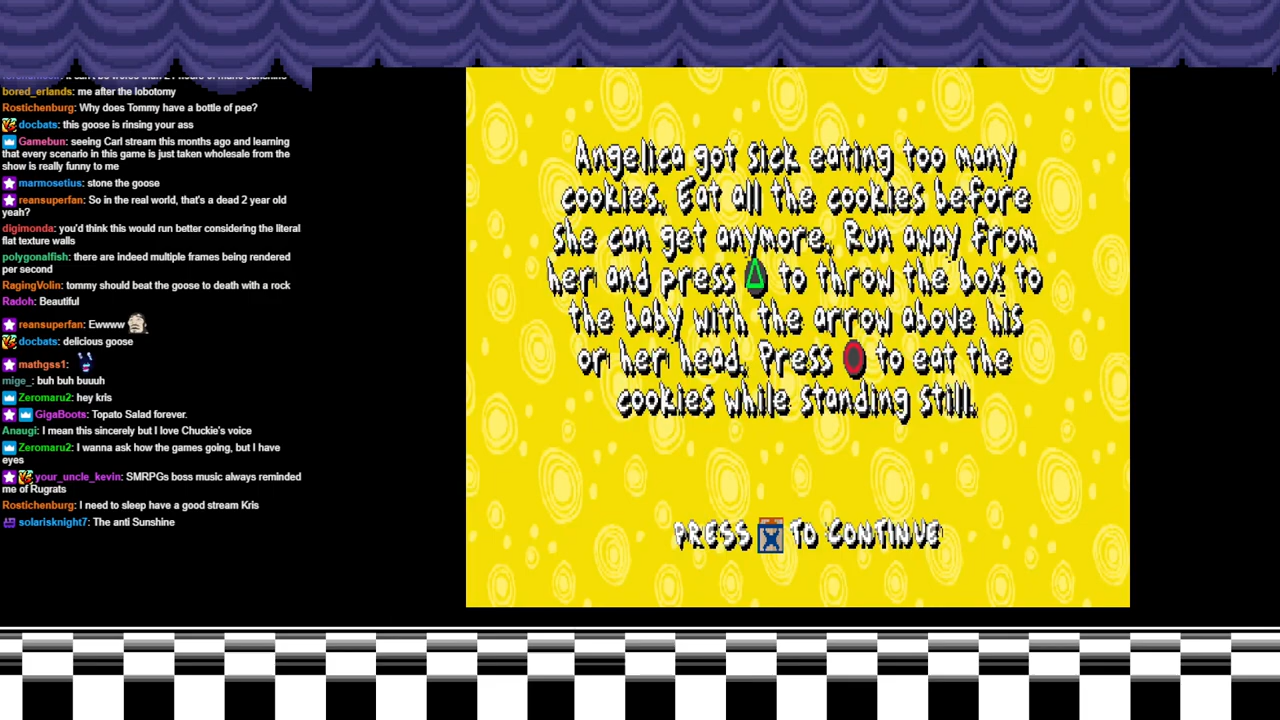 bored_erlands: me after the lobotomy
Rostichenburg: Why does Tommy have a bottle of pee?
docbats: this goose is rinsing your ass
Gamebun: seeing Carl stream this months ago and learning
that every scenario in this game is just taken wholesale from the
show is really funny to me
marmosetius: stone the goose
reansuperfan: So in the real world, that's a dead 2 year old
yeah?
digimonda: you'd think this would run better considering the literal
flat texture walls
polygonalfish: there are indeed multiple frames being rendered
per second
RagingVolin: tommy should beat the goose to death with a rock
Radoh: Beautiful
reansuperfan: Ewwww
docbats: delicious goose
mathgss1:
mige_: buh buh buuuh
Zeromaru2: hey kris
GigaBoots: Topato Salad forever.
Anaugi: I mean this sincerely but I love Chuckie's voice
Zeromaru2: I wanna ask how the games going, but I have
eyes
your_uncle_kevin: SMRPGs boss music always reminded
me of Rugrats
Rostichenburg: I need to sleep have a good stream Kris
solarisknight7: The anti Sunshine
Angelica got sick eating too many
cookies. Eat all the cookies before
she can get anymore. Run away from
her and press to throw the box to
the baby with the arrow above his
or her head. Press to eat the
cookies while standing still.
PRESS TO CONTINUE